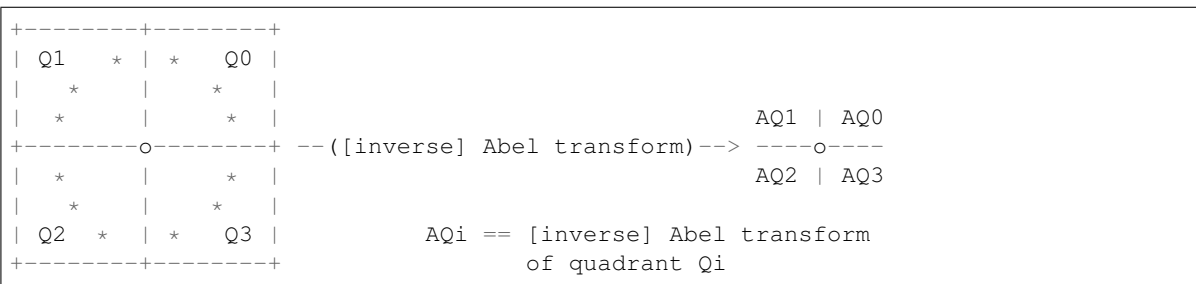 +--------+--------+
| Q1   * | *   Q0 |
|   *    |    *   |
|  *     |     *  |                               AQ1 | AQ0
+--------o--------+ --([inverse] Abel transform)--> ----o----
|  *     |     *  |                               AQ2 | AQ3
|   *    |    *   |
| Q2  *  | *   Q3 |          AQi == [inverse] Abel transform
+--------+--------+                 of quadrant Qi